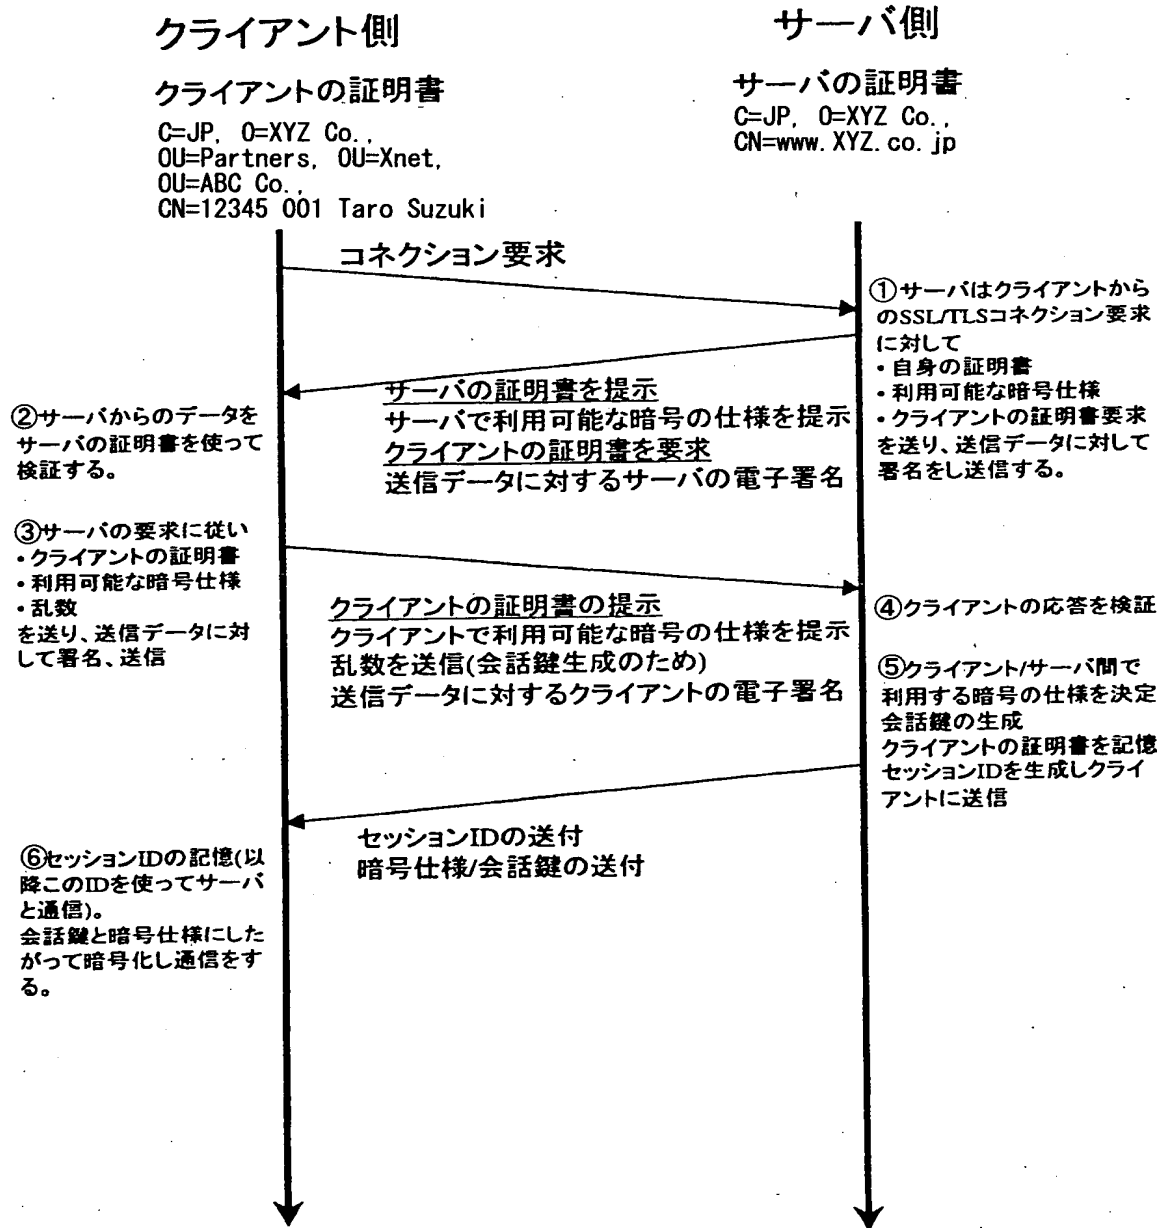 クライアント側
サーバ側
クライアントの証明書
C=JP, O=XYZ Co.,
OU=Partners, OU=Xnet,
OU=ABC Co.,
CN=12345 001 Taro Suzuki
サーバの証明書
C=JP, O=XYZ Co.,
CN=www.XYZ.co.jp
コネクション要求
①サーバはクライアントから
のSSL/TLSコネクション要求
に対して
・自身の証明書
・利用可能な暗号仕様
・クライアントの証明書要求
を送り、送信データに対して
署名をし送信する。
サーバの証明書を提示
サーバで利用可能な暗号の仕様を提示
クライアントの証明書を要求
送信データに対するサーバの電子署名
②サーバからのデータを
サーバの証明書を使って
検証する。
③サーバの要求に従い
・クライアントの証明書
・利用可能な暗号仕様
・乱数
を送り、送信データに対
して署名、送信
クライアントの証明書の提示
クライアントで利用可能な暗号の仕様を提示
乱数を送信(会話鍵生成のため)
送信データに対するクライアントの電子署名
④クライアントの応答を検証
⑤クライアント/サーバ間で
利用する暗号の仕様を決定
会話鍵の生成
クライアントの証明書を記憶
セッションIDを生成しクライ
アントに送信
セッションIDの送付
暗号仕様/会話鍵の送付
⑥セッションIDの記憶(以
降このIDを使ってサーバ
と通信)。
会話鍵と暗号仕様にした
がって暗号化し通信をす
る。